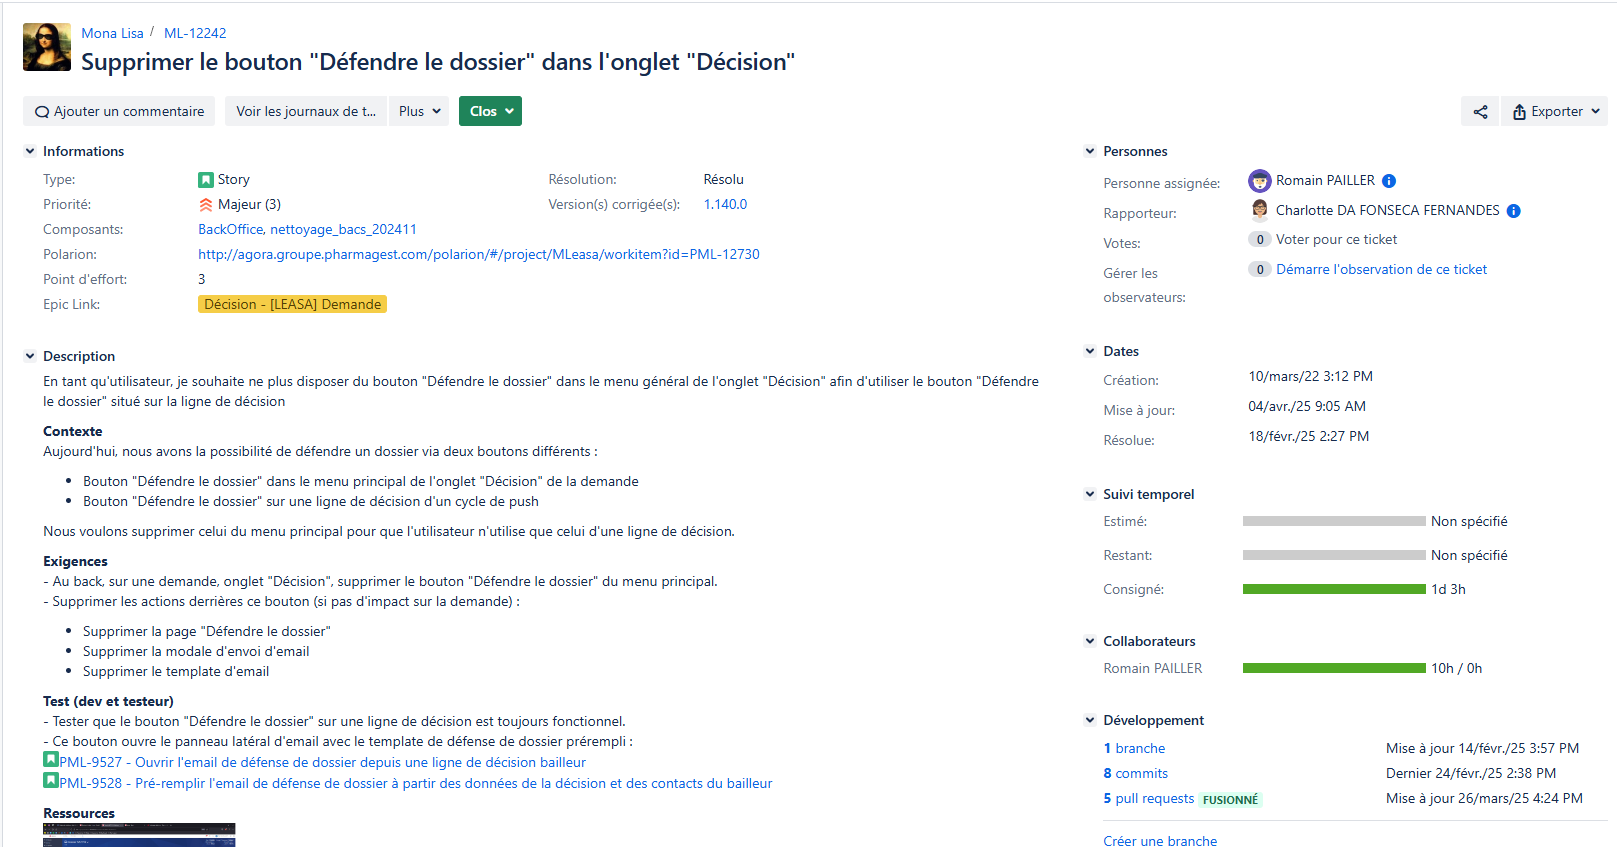 Mona Lisa / ML-12242
Supprimer le bouton "Défendre le dossier" dans l'onglet "Décision"
Ajouter un commentaire
Voir les journaux de t...
Plus
Clos
Exporter
Informations
Type: Story
Résolution: Résolu
Priorité: Majeur (3)
Version(s) corrigée(s): 1.140.0
Composants: BackOffice, nettoyage_bacs_202411
Polarion: http://agora.groupe.pharmagest.com/polarion/#/project/MLeasa/workitem?id=PML-12730
Point d'effort: 3
Epic Link: Décision - [LEASA] Demande
Description
En tant qu'utilisateur, je souhaite ne plus disposer du bouton "Défendre le dossier" dans le menu général de l'onglet "Décision" afin d'utiliser le bouton "Défendre
le dossier" situé sur la ligne de décision
Contexte
Aujourd'hui, nous avons la possibilité de défendre un dossier via deux boutons différents :
• Bouton "Défendre le dossier" dans le menu principal de l'onglet "Décision" de la demande
• Bouton "Défendre le dossier" sur une ligne de décision d'un cycle de push
Nous voulons supprimer celui du menu principal pour que l'utilisateur n'utilise que celui d'une ligne de décision.
Exigences
- Au back, sur une demande, onglet "Décision", supprimer le bouton "Défendre le dossier" du menu principal.
- Supprimer les actions derrières ce bouton (si pas d'impact sur la demande) :
• Supprimer la page "Défendre le dossier"
• Supprimer la modale d'envoi d'email
• Supprimer le template d'email
Test (dev et testeur)
- Tester que le bouton "Défendre le dossier" sur une ligne de décision est toujours fonctionnel.
- Ce bouton ouvre le panneau latéral d'email avec le template de défense de dossier prérempli :
PML-9527 - Ouvrir l'email de défense de dossier depuis une ligne de décision bailleur
PML-9528 - Pré-remplir l'email de défense de dossier à partir des données de la décision et des contacts du bailleur
Ressources
Personnes
Personne assignée: Romain PAILLER
Rapporteur: Charlotte DA FONSECA FERNANDES
Votes: 0 Voter pour ce ticket
Gérer les observateurs: 0 Démarre l'observation de ce ticket
Dates
Création: 10/mars/22 3:12 PM
Mise à jour: 04/avr./25 9:05 AM
Résolue: 18/févr./25 2:27 PM
Suivi temporel
Estimé: Non spécifié
Restant: Non spécifié
Consigné: 1d 3h
Collaborateurs
Romain PAILLER 10h / 0h
Développement
1 branche Mise à jour 14/févr./25 3:57 PM
8 commits Dernier 24/févr./25 2:38 PM
5 pull requests FUSIONNÉ Mise à jour 26/mars/25 4:24 PM
Créer une branche